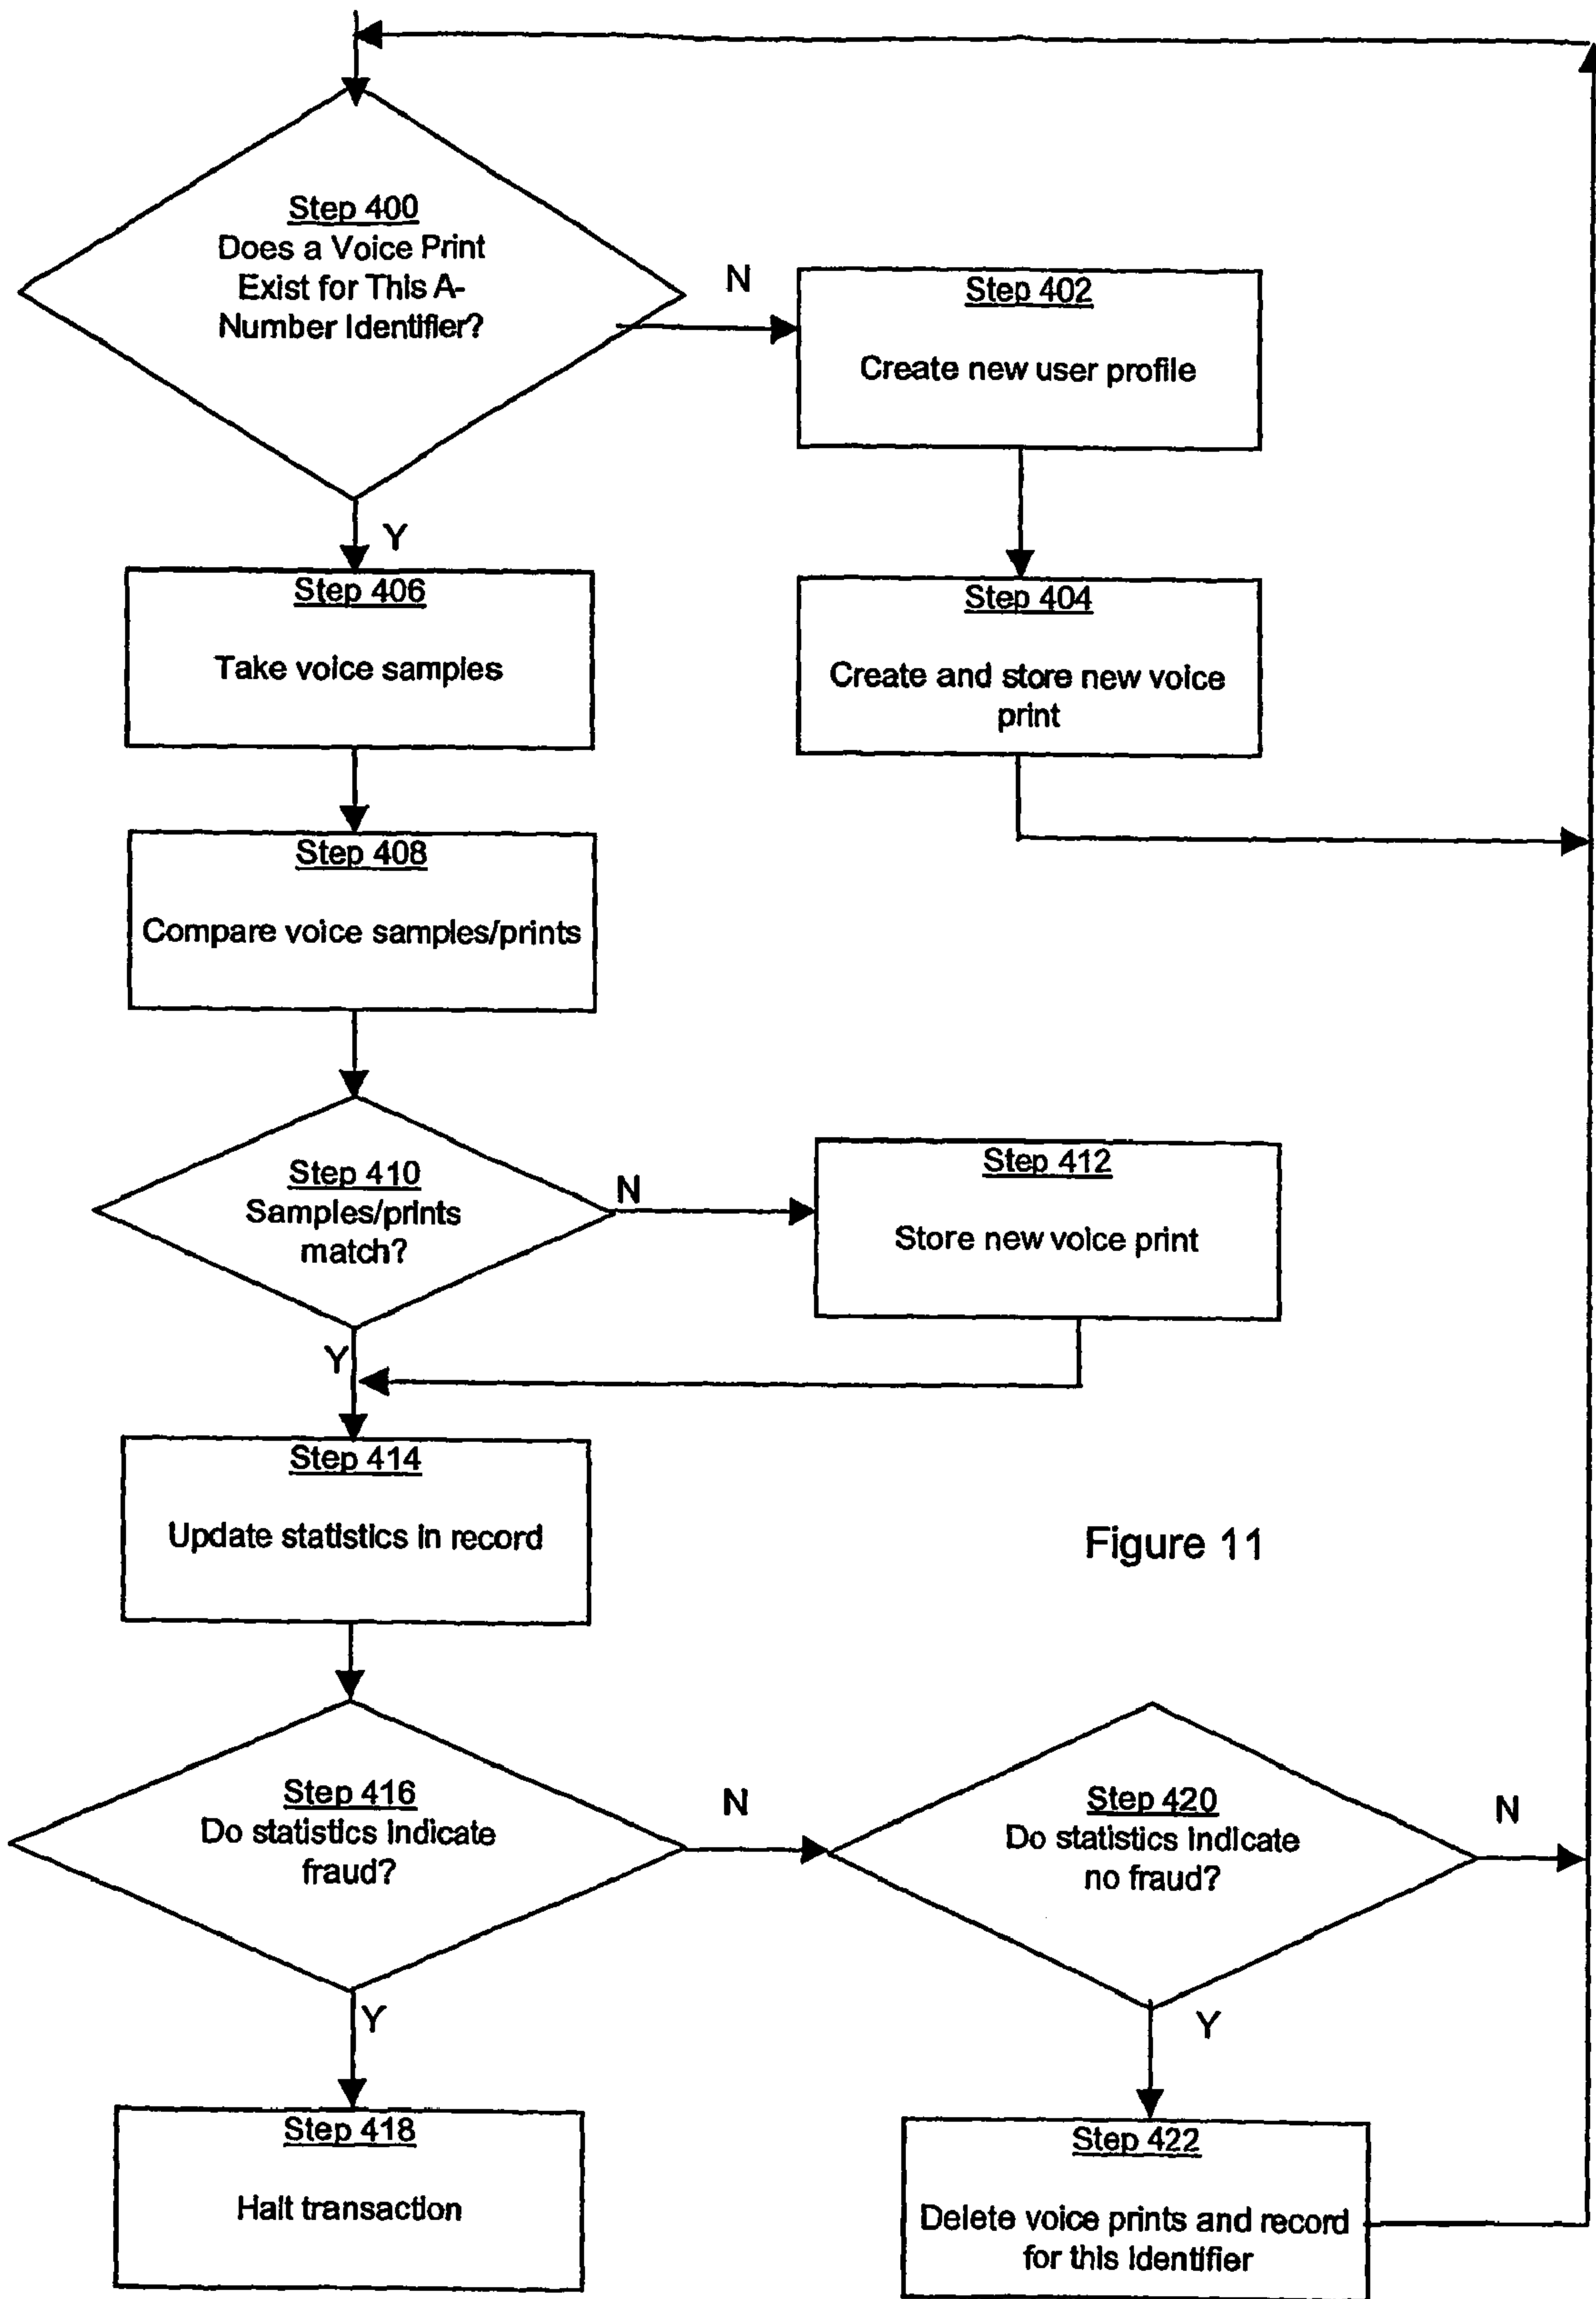 Step 400
Does a Voice Print
Exist for This A-
Number Identifier?
N
Step 402
Create new user profile
Y
Step 406
Take voice samples
Step 404
Create and store new voice
print
Step 408
Compare voice samples/prints
Step 410
Samples/prints
match?
N
Step 412
Store new voice print
Y
Step 414
Update statistics in record
Figure 11
Step 416
Do statistics indicate
fraud?
N
Step 420
Do statistics indicate
no fraud?
N
Y
Y
Step 418
Halt transaction
Step 422
Delete voice prints and record
for this identifier